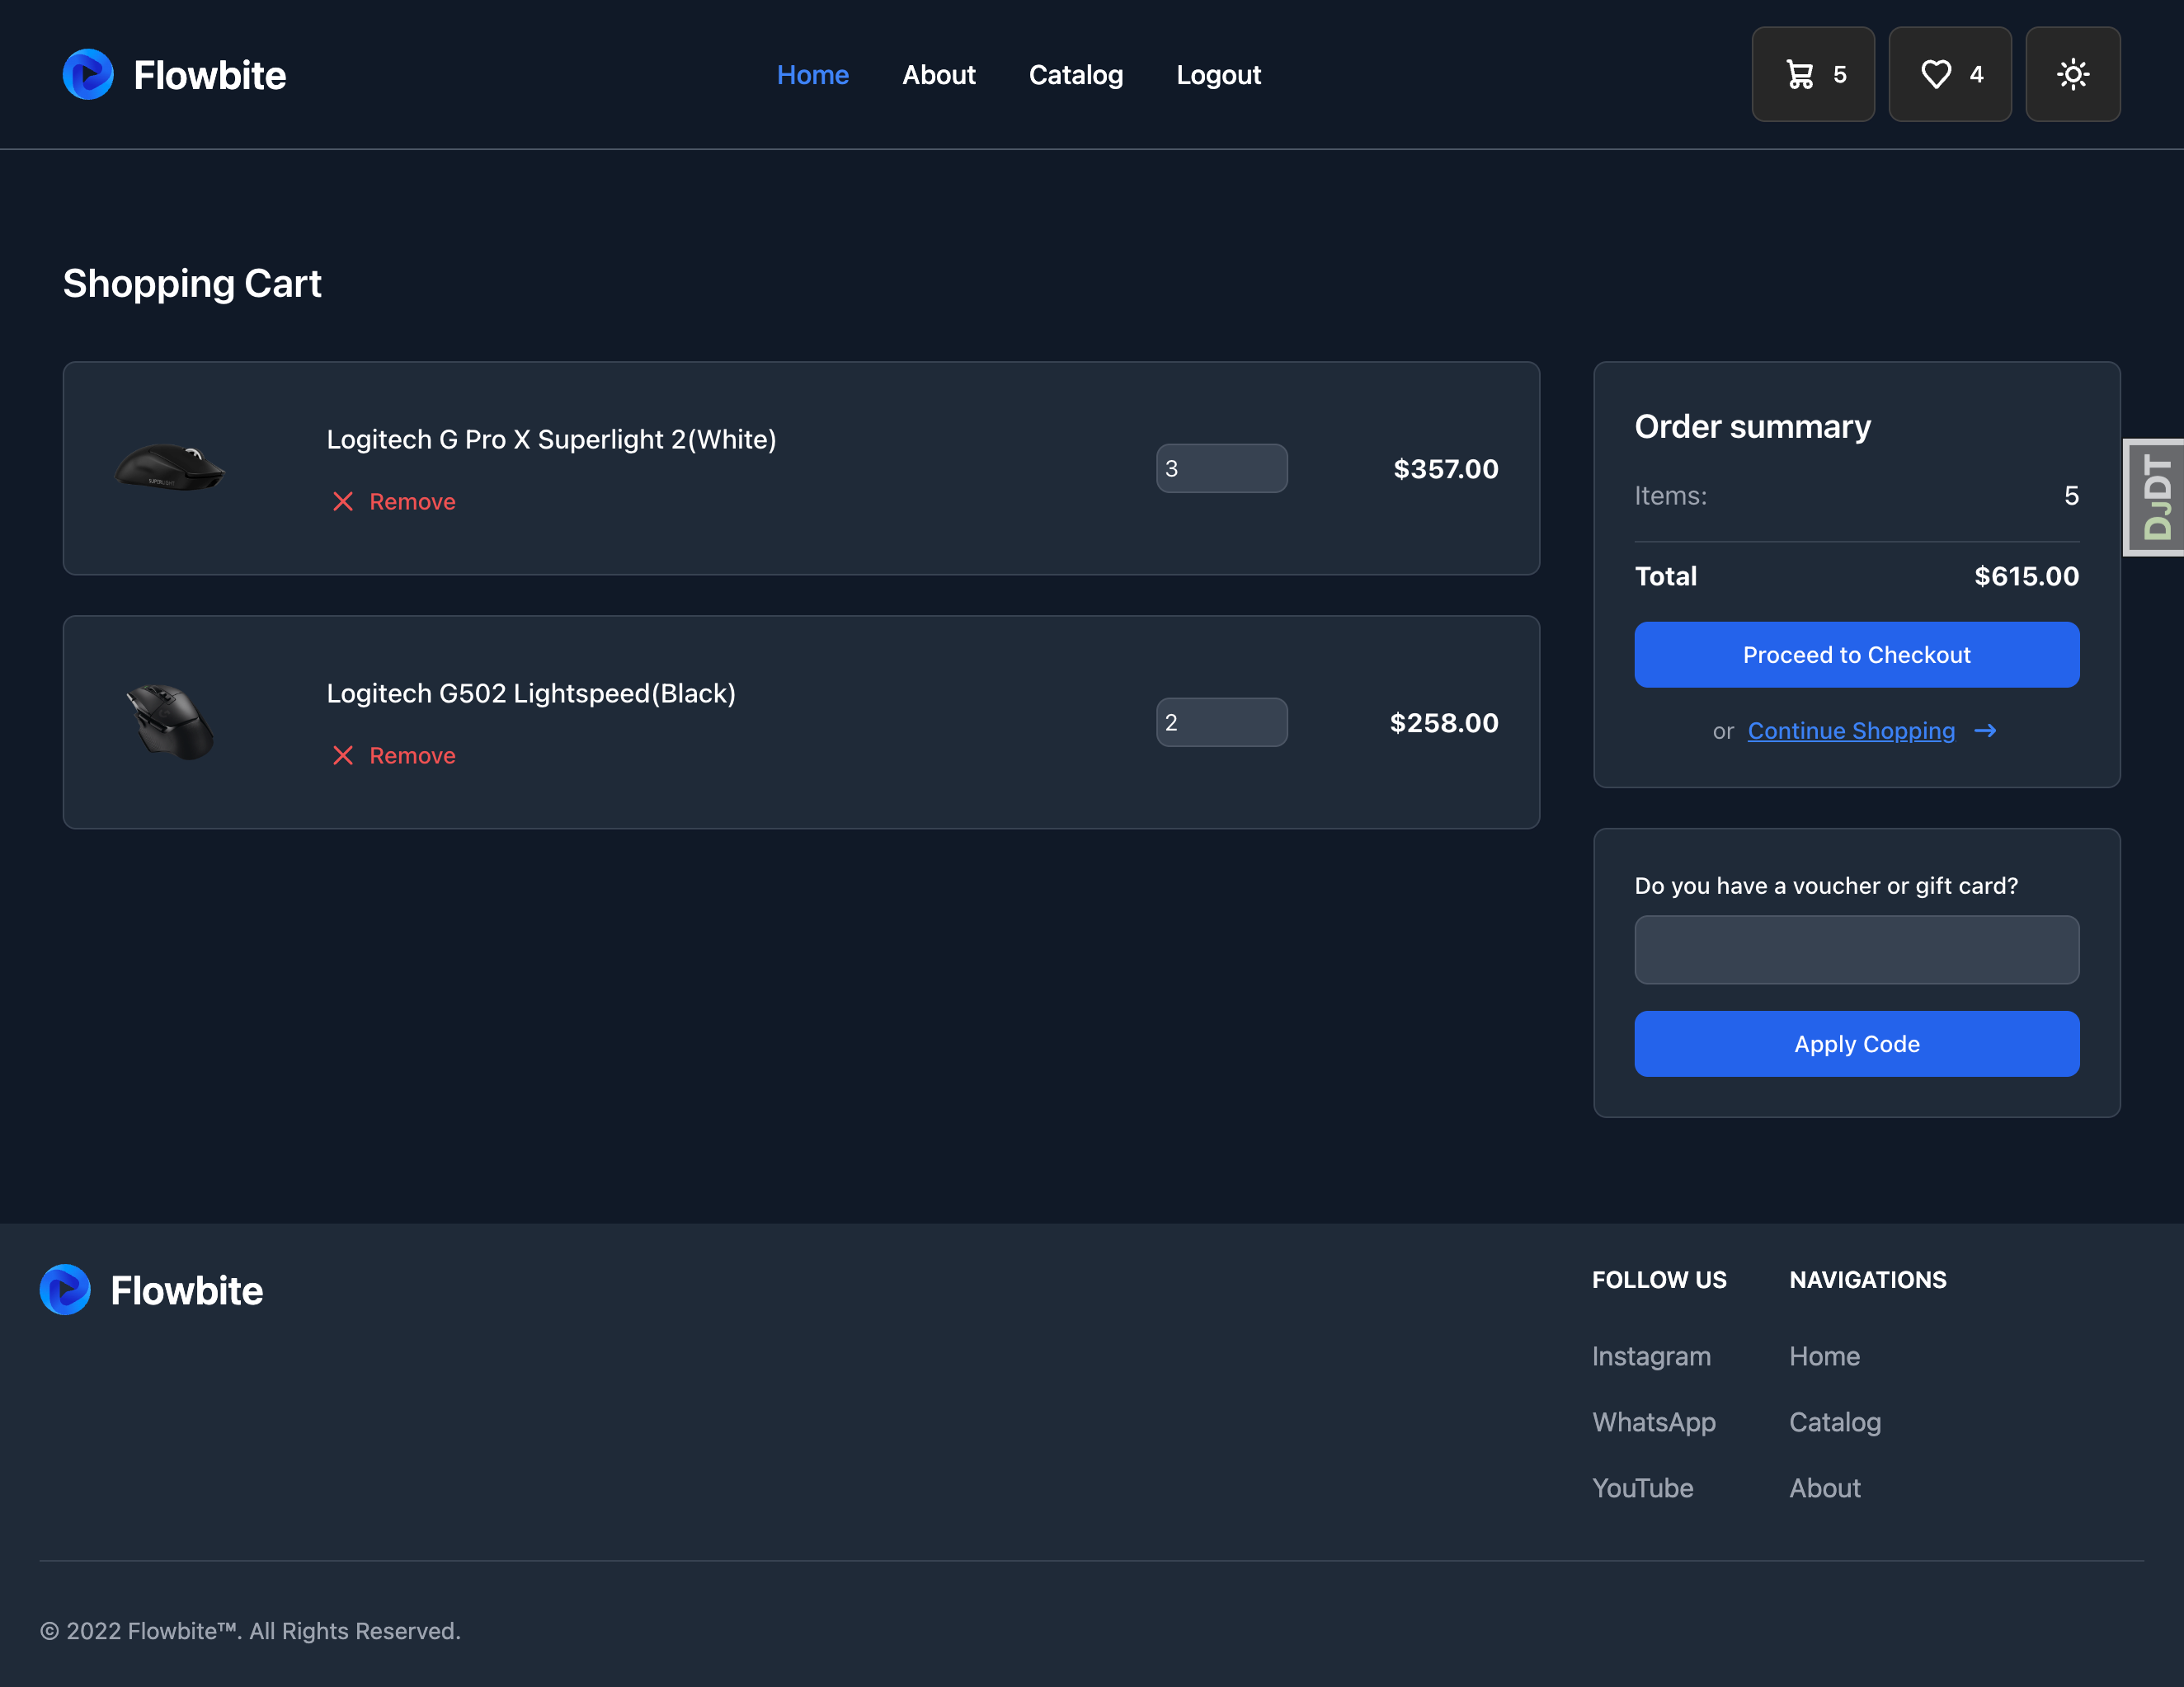 Flowbite
Home About Catalog Logout
5 4
Shopping Cart
SUPERLIGHT
Logitech G Pro X Superlight 2(White)
Remove
3
$357.00
Logitech G502 Lightspeed(Black)
Remove
2
$258.00
Order summary
Items: 5
Total $615.00
Proceed to Checkout
or Continue Shopping
DJDT
Do you have a voucher or gift card?
Apply Code
Flowbite
FOLLOW US
Instagram
WhatsApp
YouTube
NAVIGATIONS
Home
Catalog
About
© 2022 Flowbite™. All Rights Reserved.